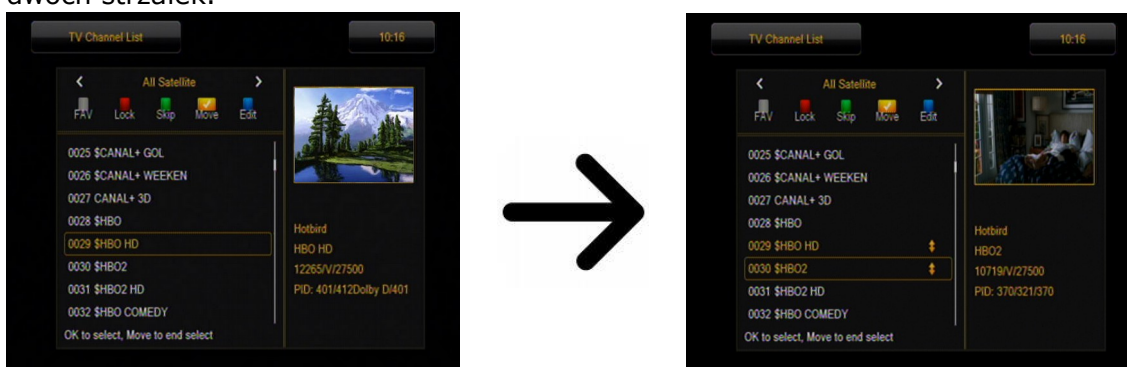 dwóch strzałek.
TV Channel List
10:16
All Satellite
FAV Lock Skip Move Edit
0025 $CANAL+ GOL
0026 $CANAL+ WEEKEN
0027 CANAL+ 3D
0028 $HBO
0029 $HBO HD
0030 $HBO2
0031 $HBO2 HD
0032 $HBO COMEDY
OK to select, Move to end select
Hotbird
HBO HD
12265/V/27500
PID: 401/412Dolby D/401
TV Channel List
10:16
All Satellite
FAV Lock Skip Move Edit
0025 $CANAL+ GOL
0026 $CANAL+ WEEKEN
0027 CANAL+ 3D
0028 $HBO
0029 $HBO HD
0030 $HBO2
0031 $HBO2 HD
0032 $HBO COMEDY
OK to select, Move to end select
Hotbird
HBO2
10719/V/27500
PID: 370/321/370